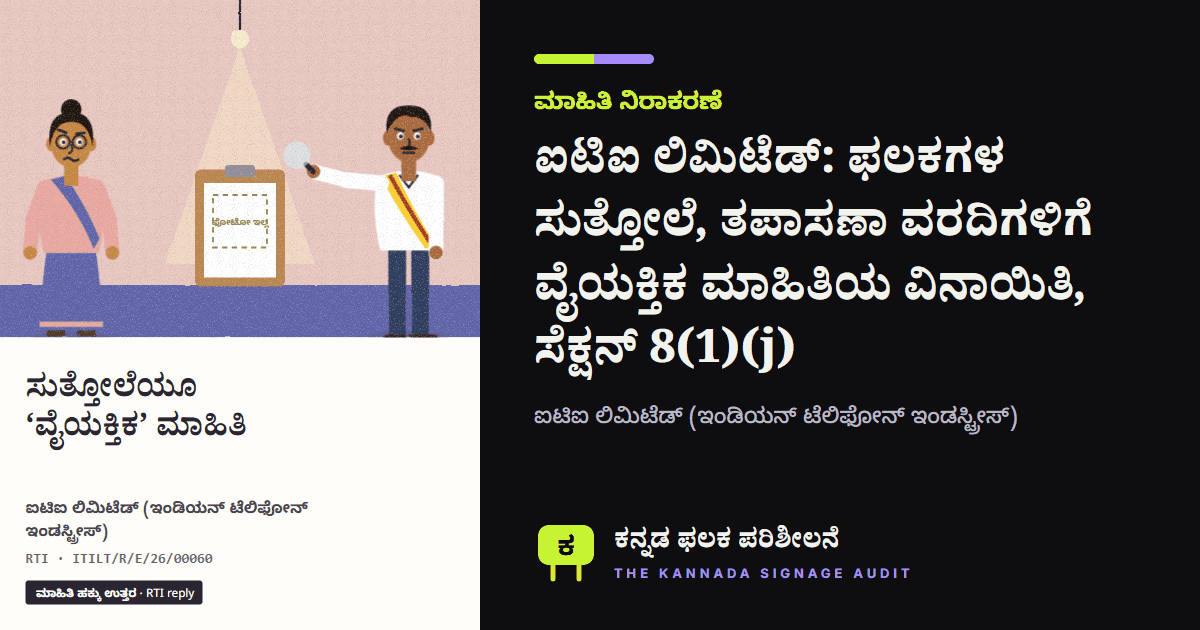 ಫೋಟೋ ಇಲ್ಲ
ಸುತ್ತೋಲೆಯೂ
‘ವೈಯಕ್ತಿಕ’ ಮಾಹಿತಿ
ಐಟಿಐ ಲಿಮಿಟೆಡ್ (ಇಂಡಿಯನ್ ಟೆಲಿಫೋನ್
ಇಂಡಸ್ಟ್ರೀಸ್)
RTI · ITILT/R/E/26/00060
ಮಾಹಿತಿ ಹಕ್ಕು ಉತ್ತರ · RTI reply
ಮಾಹಿತಿ ನಿರಾಕರಣೆ
ಐಟಿಐ ಲಿಮಿಟೆಡ್: ಫಲಕಗಳ
ಸುತ್ತೋಲೆ, ತಪಾಸಣಾ ವರದಿಗಳಿಗೆ
ವೈಯಕ್ತಿಕ ಮಾಹಿತಿಯ ವಿನಾಯಿತಿ,
ಸೆಕ್ಷನ್ 8(1)(j)
ಐಟಿಐ ಲಿಮಿಟೆಡ್ (ಇಂಡಿಯನ್ ಟೆಲಿಫೋನ್ ಇಂಡಸ್ಟ್ರೀಸ್)
ಕ
ಕನ್ನಡ ಫಲಕ ಪರಿಶೀಲನೆ
THE KANNADA SIGNAGE AUDIT